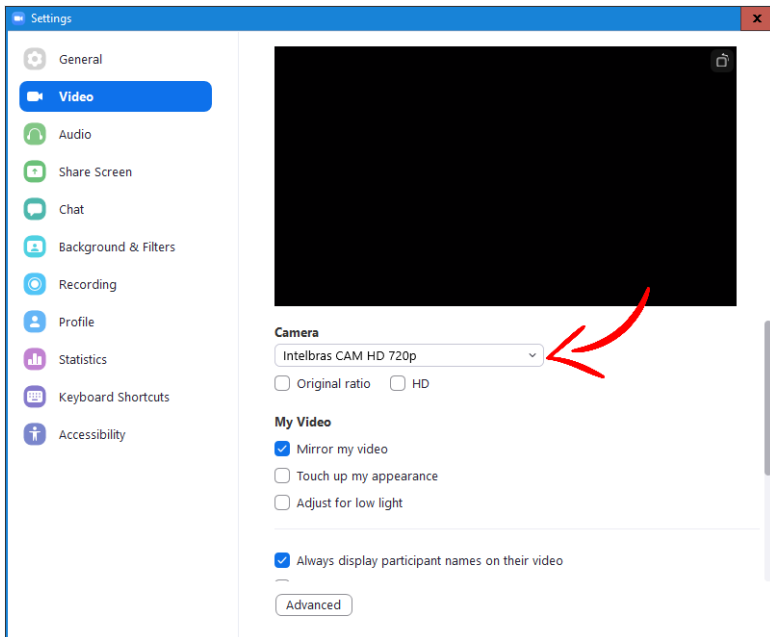 Settings
x
General
Video
Audio
Share Screen
Chat
Background & Filters
Recording
Profile
Statistics
Keyboard Shortcuts
Accessibility
Camera
Intelbras CAM HD 720p
Original ratio HD
My Video
Mirror my video
Touch up my appearance
Adjust for low light
Always display participant names on their video
Advanced